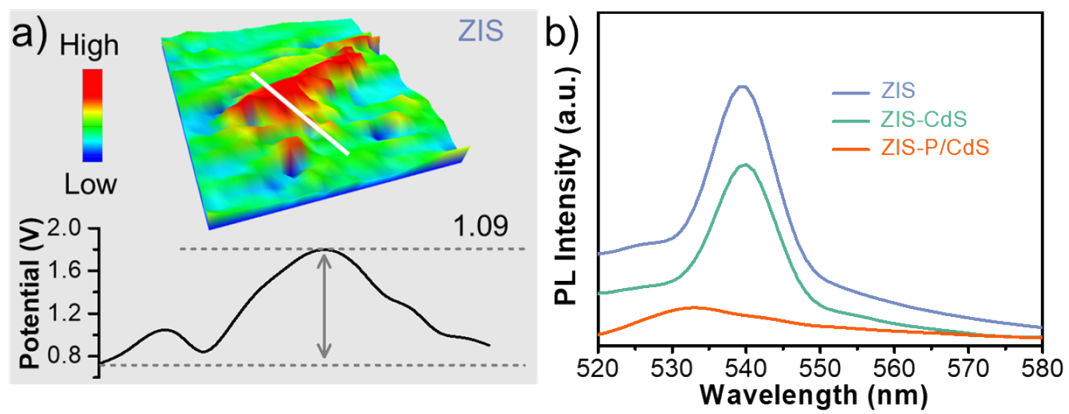 a)
ZIS
High
Low
1.09
Potential (V)
2.0
1.6
1.2
0.8
b)
PL Intensity (a.u.)
ZIS
ZIS-CdS
ZIS-P/CdS
520 530 540 550 560 570 580
Wavelength (nm)